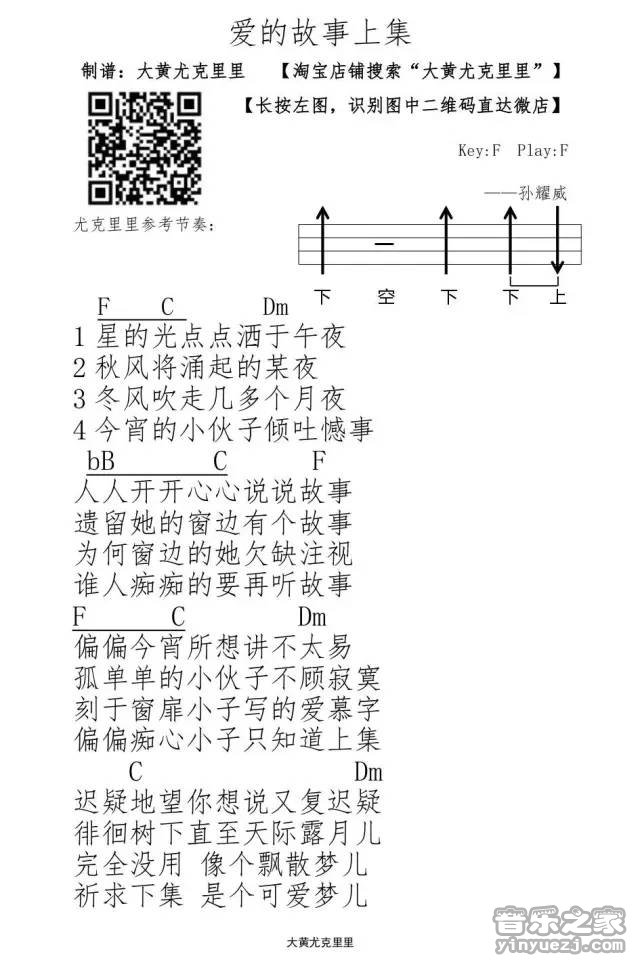 爱的故事上集
制谱：大黄尤克里里 【淘宝店铺搜索“大黄尤克里里”】
【长按左图，识别图中二维码直达微店】
Key:F Play:F
——孙耀威
尤克里里参考节奏：
下 空 下 下 上
F C Dm
1 星的光点点洒于午夜
2 秋风将涌起的某夜
3 冬风吹走几多个月夜
4 今宵的小伙子倾吐憾事
bB C F
人人开开心心说说故事
遗留她的窗边有个故事
为何窗边的她欠缺注视
谁人痴痴的要再听故事
F C Dm
偏偏今宵所想讲不太易
孤单单的小伙子不顾寂寞
刻于窗扉小子写的爱慕字
偏偏痴心小子只知道上集
C Dm
迟疑地望你想说又复迟疑
徘徊树下直至天际露月儿
完全没用 像个飘散梦儿
祈求下集 是个可爱梦儿
大黄尤克里里
音乐之家
yinyuezj.com